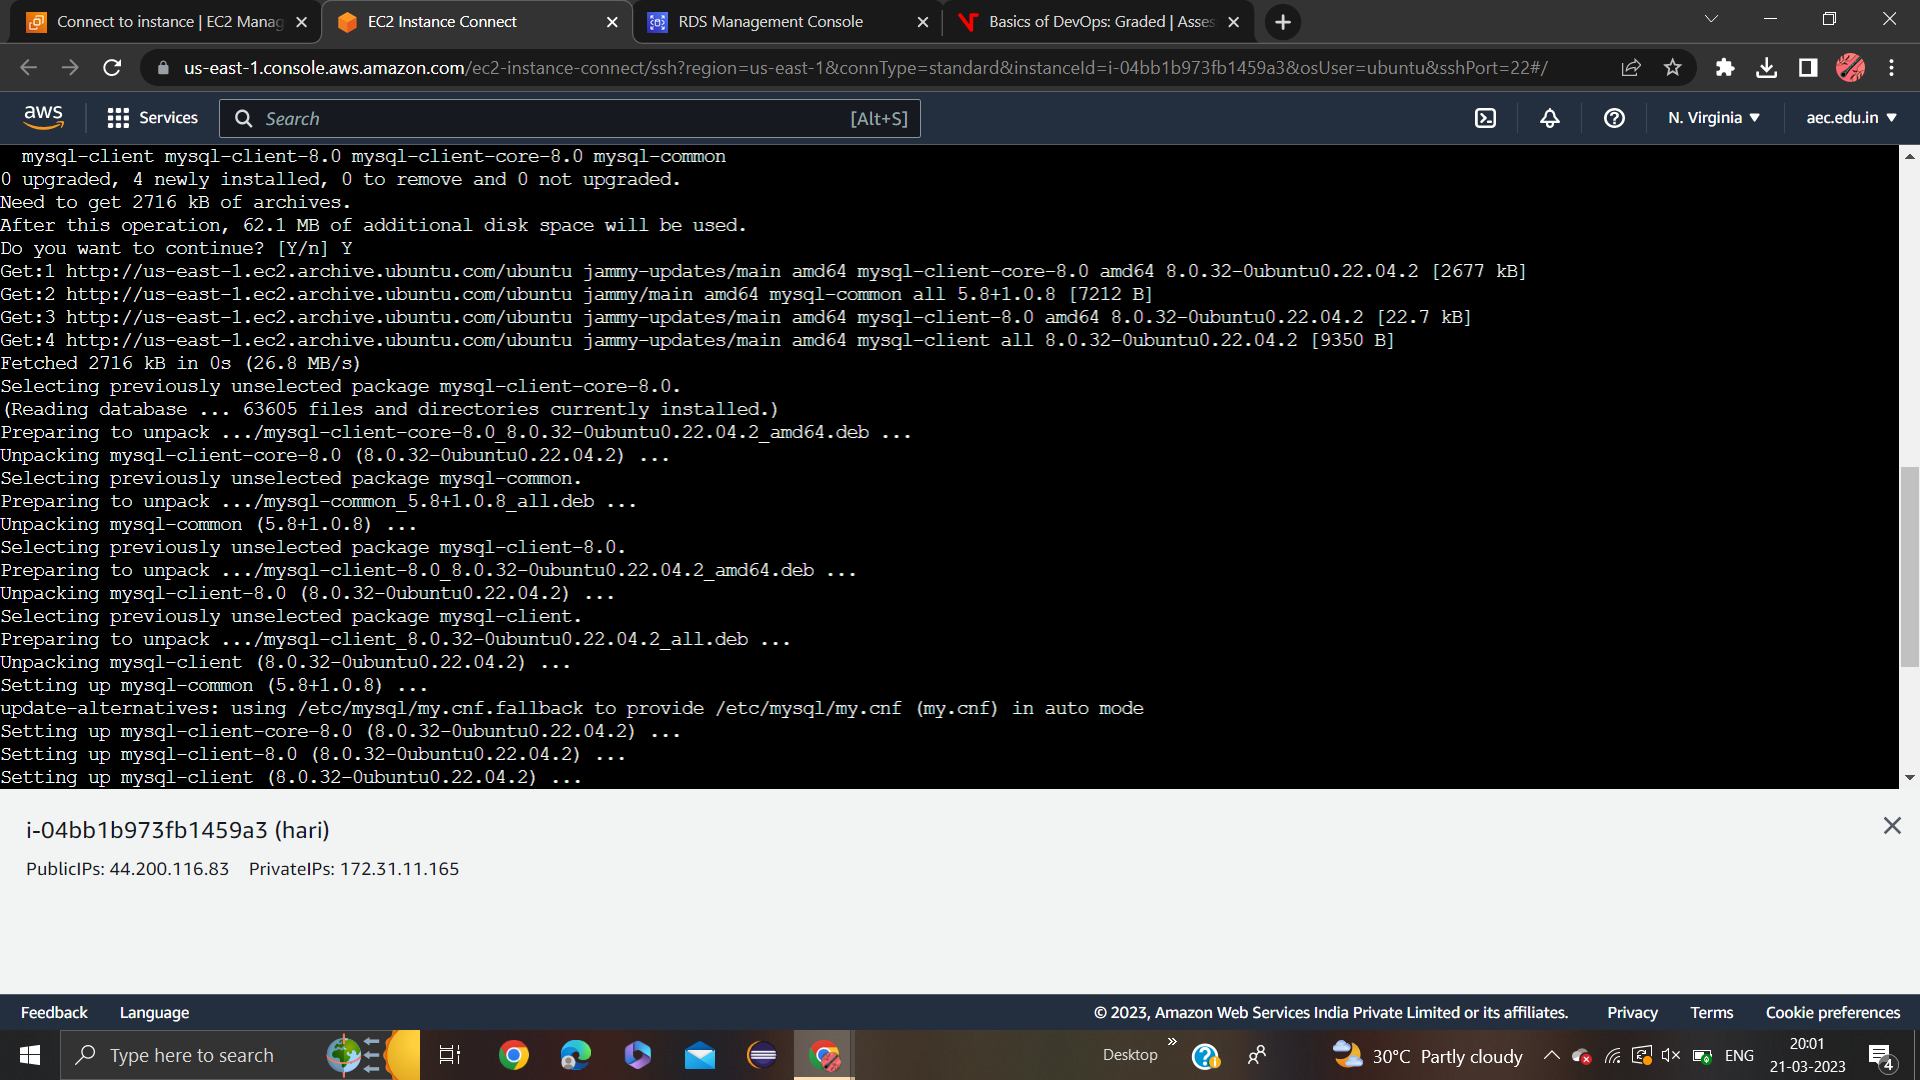 Connect to instance | EC2 Manag
EC2 Instance Connect
RDS Management Console
Basics of DevOps: Graded | Asses
us-east-1.console.aws.amazon.com/ec2-instance-connect/ssh?region=us-east-1&connType=standard&instanceId=i-04bb1b973fb1459a3&osUser=ubuntu&sshPort=22#/
aws Services Search [Alt+S] N. Virginia ▼ aec.edu.in ▼
mysql-client mysql-client-8.0 mysql-client-core-8.0 mysql-common
0 upgraded, 4 newly installed, 0 to remove and 0 not upgraded.
Need to get 2716 kB of archives.
After this operation, 62.1 MB of additional disk space will be used.
Do you want to continue? [Y/n] Y
Get:1 http://us-east-1.ec2.archive.ubuntu.com/ubuntu jammy-updates/main amd64 mysql-client-core-8.0 amd64 8.0.32-0ubuntu0.22.04.2 [2677 kB]
Get:2 http://us-east-1.ec2.archive.ubuntu.com/ubuntu jammy/main amd64 mysql-common all 5.8+1.0.8 [7212 B]
Get:3 http://us-east-1.ec2.archive.ubuntu.com/ubuntu jammy-updates/main amd64 mysql-client-8.0 amd64 8.0.32-0ubuntu0.22.04.2 [22.7 kB]
Get:4 http://us-east-1.ec2.archive.ubuntu.com/ubuntu jammy-updates/main amd64 mysql-client all 8.0.32-0ubuntu0.22.04.2 [9350 B]
Fetched 2716 kB in 0s (26.8 MB/s)
Selecting previously unselected package mysql-client-core-8.0.
(Reading database ... 63605 files and directories currently installed.)
Preparing to unpack .../mysql-client-core-8.0_8.0.32-0ubuntu0.22.04.2_amd64.deb ...
Unpacking mysql-client-core-8.0 (8.0.32-0ubuntu0.22.04.2) ...
Selecting previously unselected package mysql-common.
Preparing to unpack .../mysql-common_5.8+1.0.8_all.deb ...
Unpacking mysql-common (5.8+1.0.8) ...
Selecting previously unselected package mysql-client-8.0.
Preparing to unpack .../mysql-client-8.0_8.0.32-0ubuntu0.22.04.2_amd64.deb ...
Unpacking mysql-client-8.0 (8.0.32-0ubuntu0.22.04.2) ...
Selecting previously unselected package mysql-client.
Preparing to unpack .../mysql-client_8.0.32-0ubuntu0.22.04.2_all.deb ...
Unpacking mysql-client (8.0.32-0ubuntu0.22.04.2) ...
Setting up mysql-common (5.8+1.0.8) ...
update-alternatives: using /etc/mysql/my.cnf.fallback to provide /etc/mysql/my.cnf (my.cnf) in auto mode
Setting up mysql-client-core-8.0 (8.0.32-0ubuntu0.22.04.2) ...
Setting up mysql-client-8.0 (8.0.32-0ubuntu0.22.04.2) ...
Setting up mysql-client (8.0.32-0ubuntu0.22.04.2) ...
i-04bb1b973fb1459a3 (hari)
PublicIPs: 44.200.116.83 PrivateIPs: 172.31.11.165
Feedback Language © 2023, Amazon Web Services India Private Limited or its affiliates. Privacy Terms Cookie preferences
Type here to search Desktop » 30°C Partly cloudy ENG 20:01
21-03-2023
4